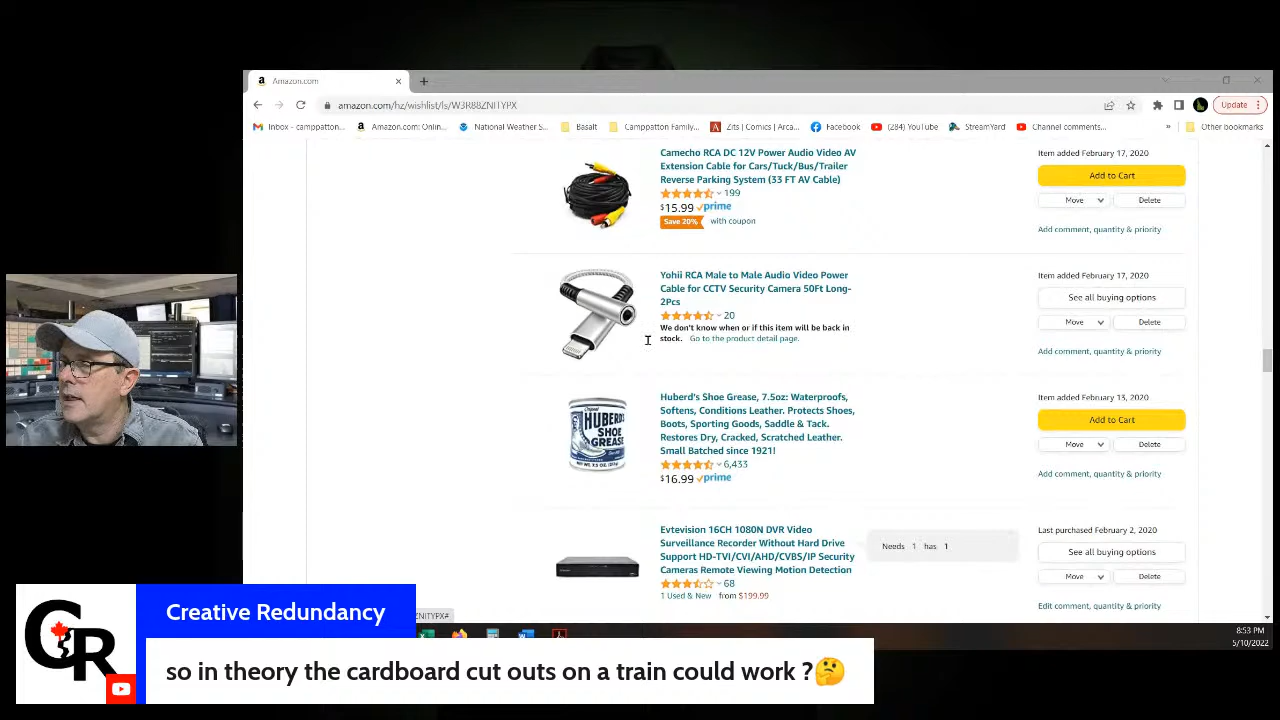 Amazon.com
amazon.com/hz/wishlist/ls/W3R88ZNITYPX
Update
Inbox - camppatton...
Amazon.com: Onlin...
National Weather S...
Basalt
Camppatton Family...
Zits | Comics | Arca...
Facebook
(284) YouTube
StreamYard
Channel comments...
»
Other bookmarks
Camecho RCA DC 12V Power Audio Video AV
Extension Cable for Cars/Tuck/Bus/Trailer
Reverse Parking System (33 FT AV Cable)
199
$15.99 prime
Save 20% with coupon
Item added February 17, 2020
Add to Cart
Move
Delete
Add comment, quantity & priority
Yohii RCA Male to Male Audio Video Power
Cable for CCTV Security Camera 50Ft Long-
2Pcs
20
We don't know when or if this item will be back in
stock. Go to the product detail page.
Item added February 17, 2020
See all buying options
Move
Delete
Add comment, quantity & priority
HUBERD'S
SHOE
GREASE
Huberd's Shoe Grease, 7.5oz: Waterproofs,
Softens, Conditions Leather. Protects Shoes,
Boots, Sporting Goods, Saddle & Tack.
Restores Dry, Cracked, Scratched Leather.
Small Batched since 1921!
6,433
$16.99 prime
Item added February 13, 2020
Add to Cart
Move
Delete
Add comment, quantity & priority
Evtevision 16CH 1080N DVR Video
Surveillance Recorder Without Hard Drive
Support HD-TVI/CVI/AHD/CVBS/IP Security
Cameras Remote Viewing Motion Detection
68
1 Used & New from $199.99
Needs 1 has 1
Last purchased February 2, 2020
See all buying options
Move
Delete
Edit comment, quantity & priority
ZNITYPX#
8:53 PM
5/10/2022
CR
Creative Redundancy
so in theory the cardboard cut outs on a train could work ?🤔